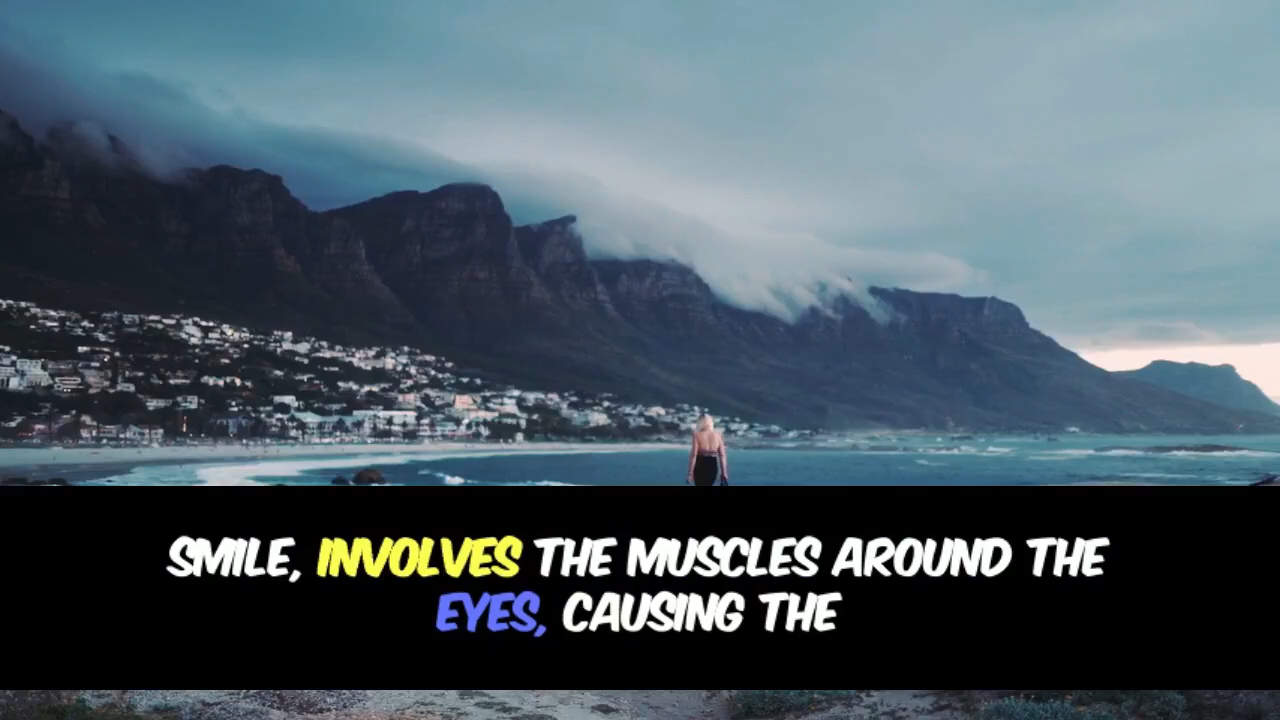 SMILE, INVOLVES THE MUSCLES AROUND THE
EYES, CAUSING THE